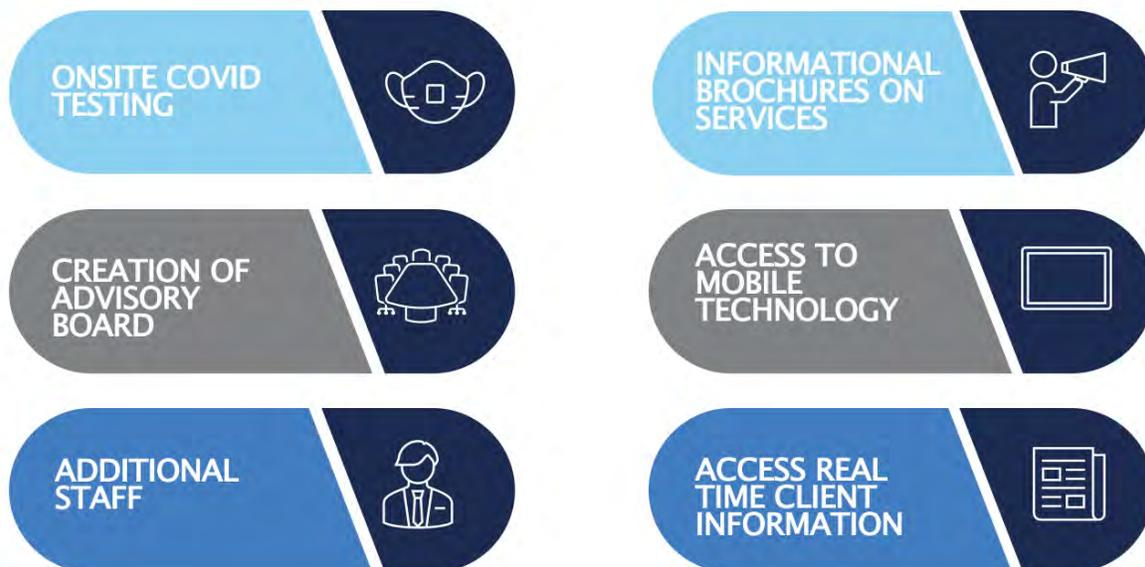 ONSITE COVID
TESTING
INFORMATIONAL
BROCHURES ON
SERVICES
CREATION OF
ADVISORY
BOARD
ACCESS TO
MOBILE
TECHNOLOGY
ADDITIONAL
STAFF
ACCESS REAL
TIME CLIENT
INFORMATION